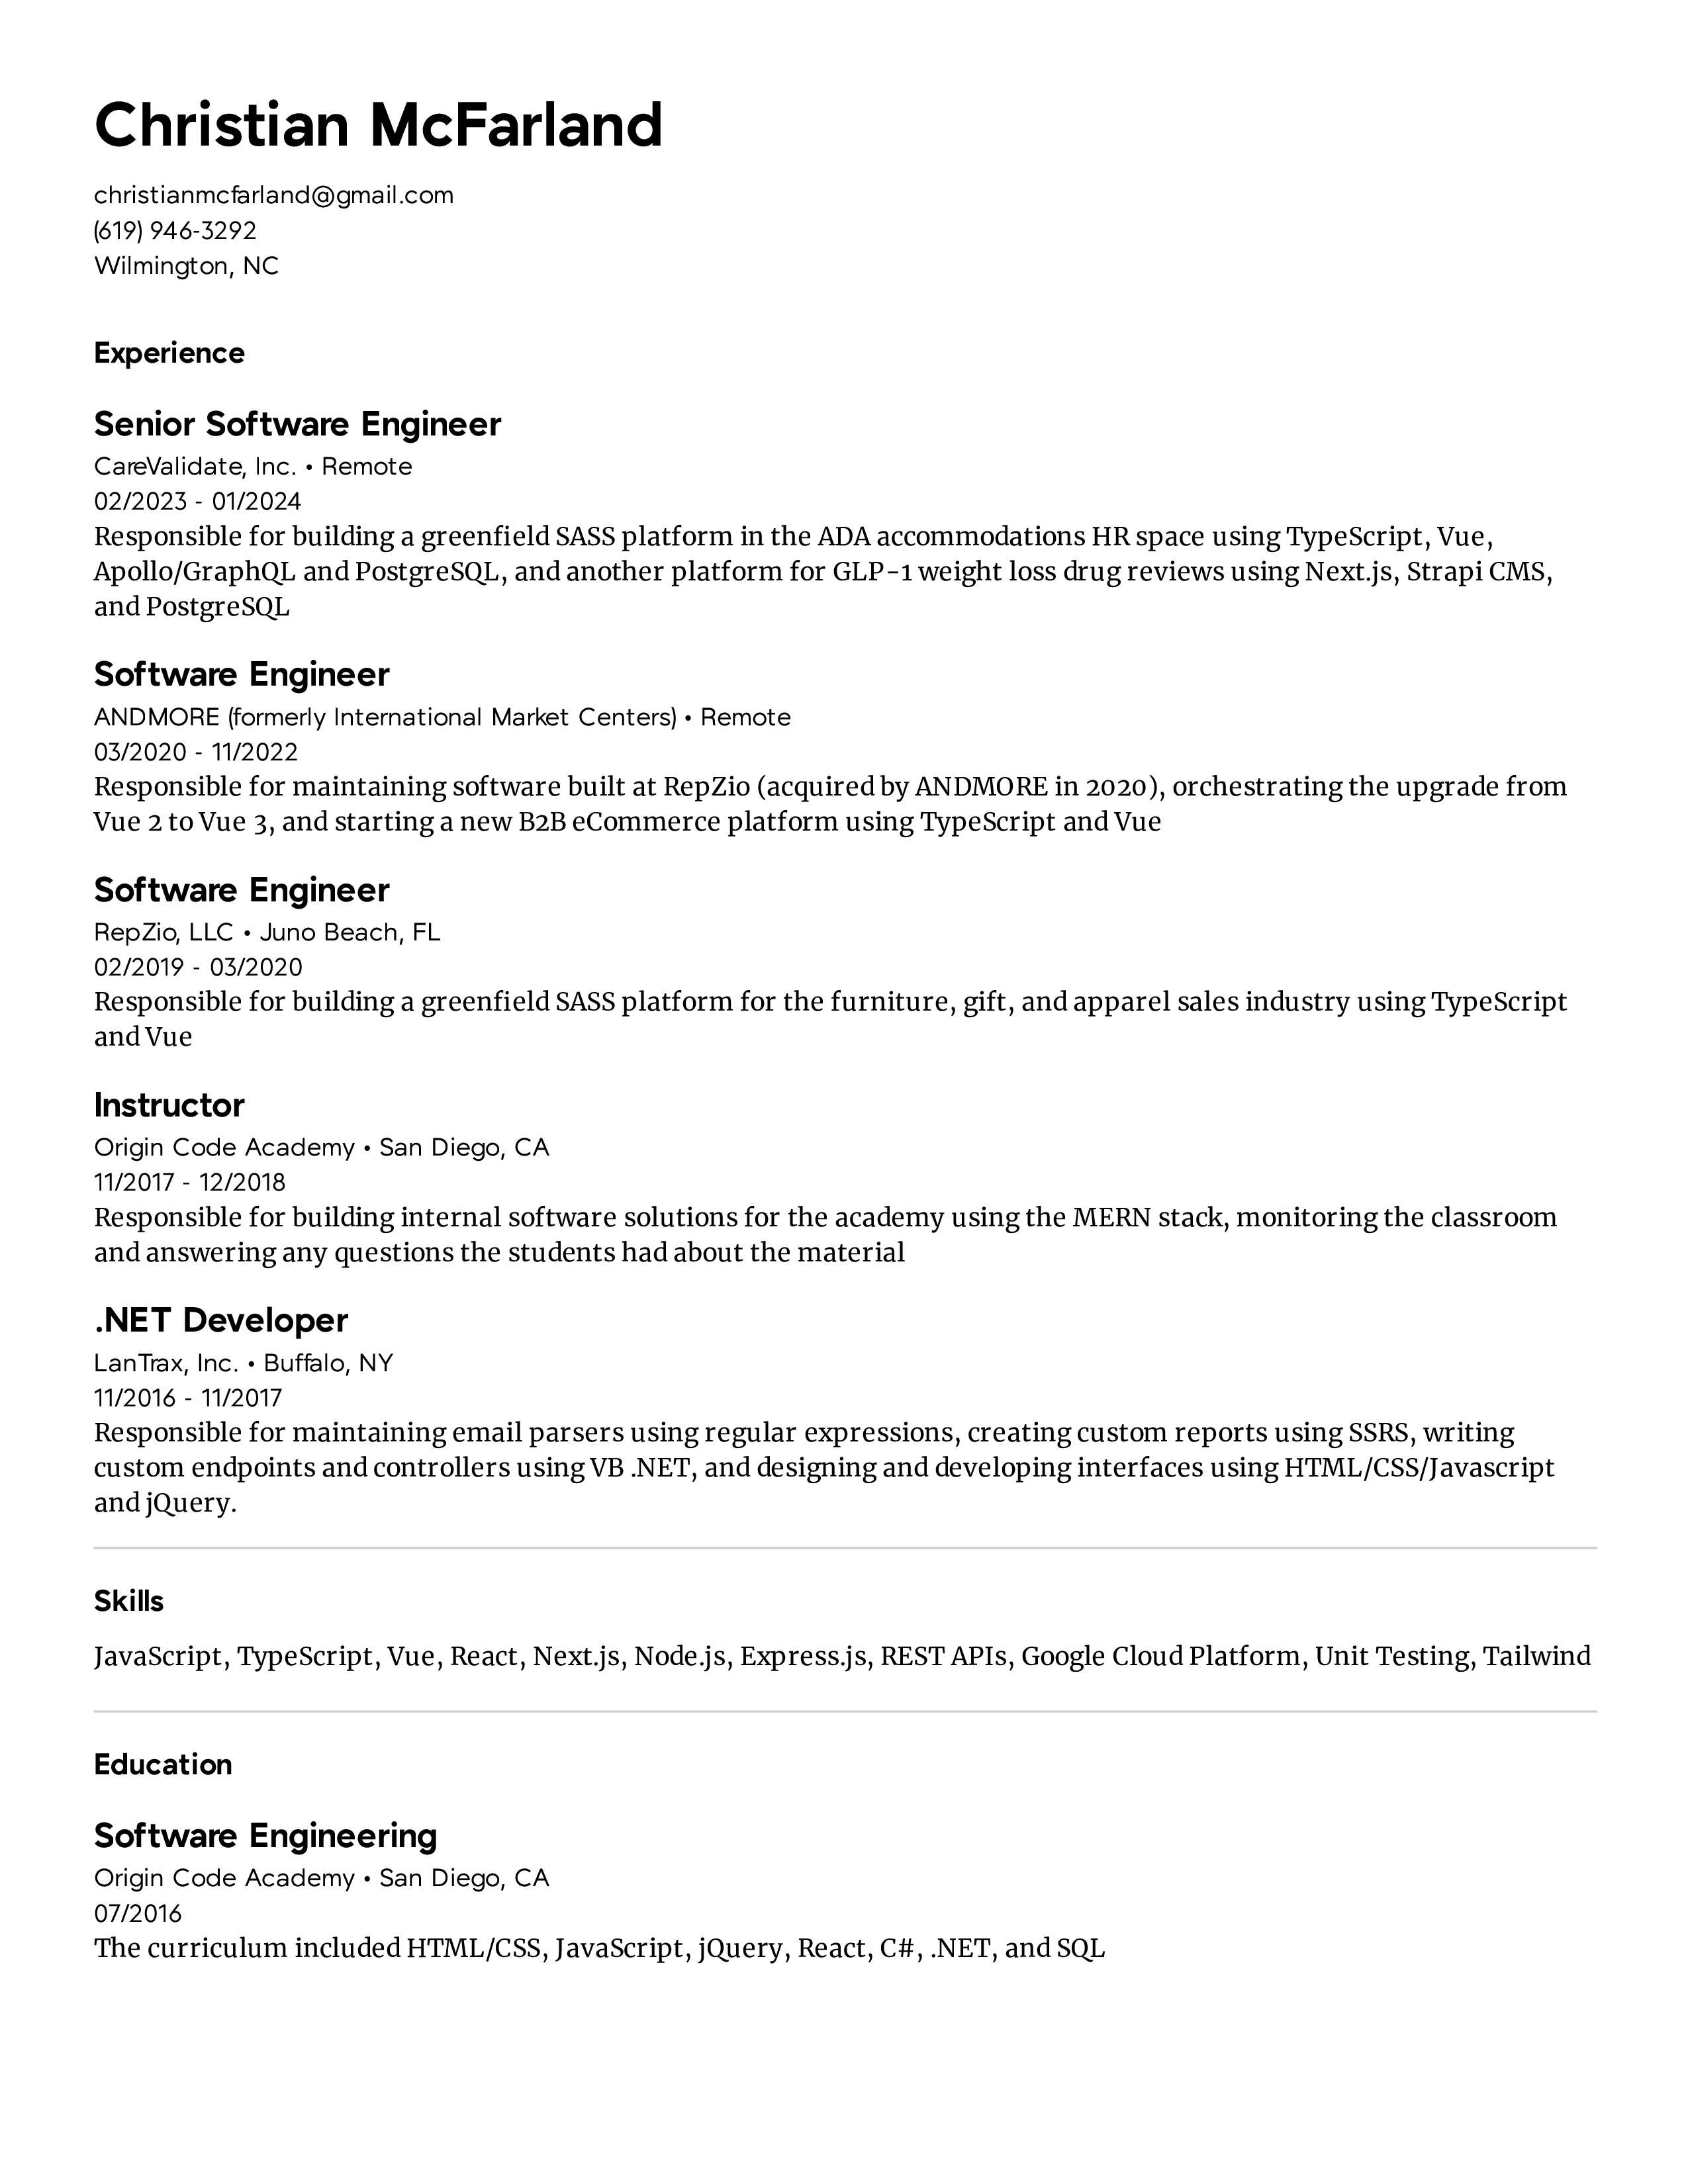 Christian McFarland
christianmcfarland@gmail.com
(619) 946-3292
Wilmington, NC
Experience
Senior Software Engineer
CareValidate, Inc. • Remote
02/2023 - 01/2024
Responsible for building a greenfield SASS platform in the ADA accommodations HR space using TypeScript, Vue,
Apollo/GraphQL and PostgreSQL, and another platform for GLP-1 weight loss drug reviews using Next.js, Strapi CMS,
and PostgreSQL
Software Engineer
ANDMORE (formerly International Market Centers) • Remote
03/2020 - 11/2022
Responsible for maintaining software built at RepZio (acquired by ANDMORE in 2020), orchestrating the upgrade from
Vue 2 to Vue 3, and starting a new B2B eCommerce platform using TypeScript and Vue
Software Engineer
RepZio, LLC • Juno Beach, FL
02/2019 - 03/2020
Responsible for building a greenfield SASS platform for the furniture, gift, and apparel sales industry using TypeScript
and Vue
Instructor
Origin Code Academy • San Diego, CA
11/2017 - 12/2018
Responsible for building internal software solutions for the academy using the MERN stack, monitoring the classroom
and answering any questions the students had about the material
.NET Developer
LanTrax, Inc. • Buffalo, NY
11/2016 - 11/2017
Responsible for maintaining email parsers using regular expressions, creating custom reports using SSRS, writing
custom endpoints and controllers using VB .NET, and designing and developing interfaces using HTML/CSS/Javascript
and jQuery.
Skills
JavaScript, TypeScript, Vue, React, Next.js, Node.js, Express.js, REST APIs, Google Cloud Platform, Unit Testing, Tailwind
Education
Software Engineering
Origin Code Academy • San Diego, CA
07/2016
The curriculum included HTML/CSS, JavaScript, jQuery, React, C#, .NET, and SQL